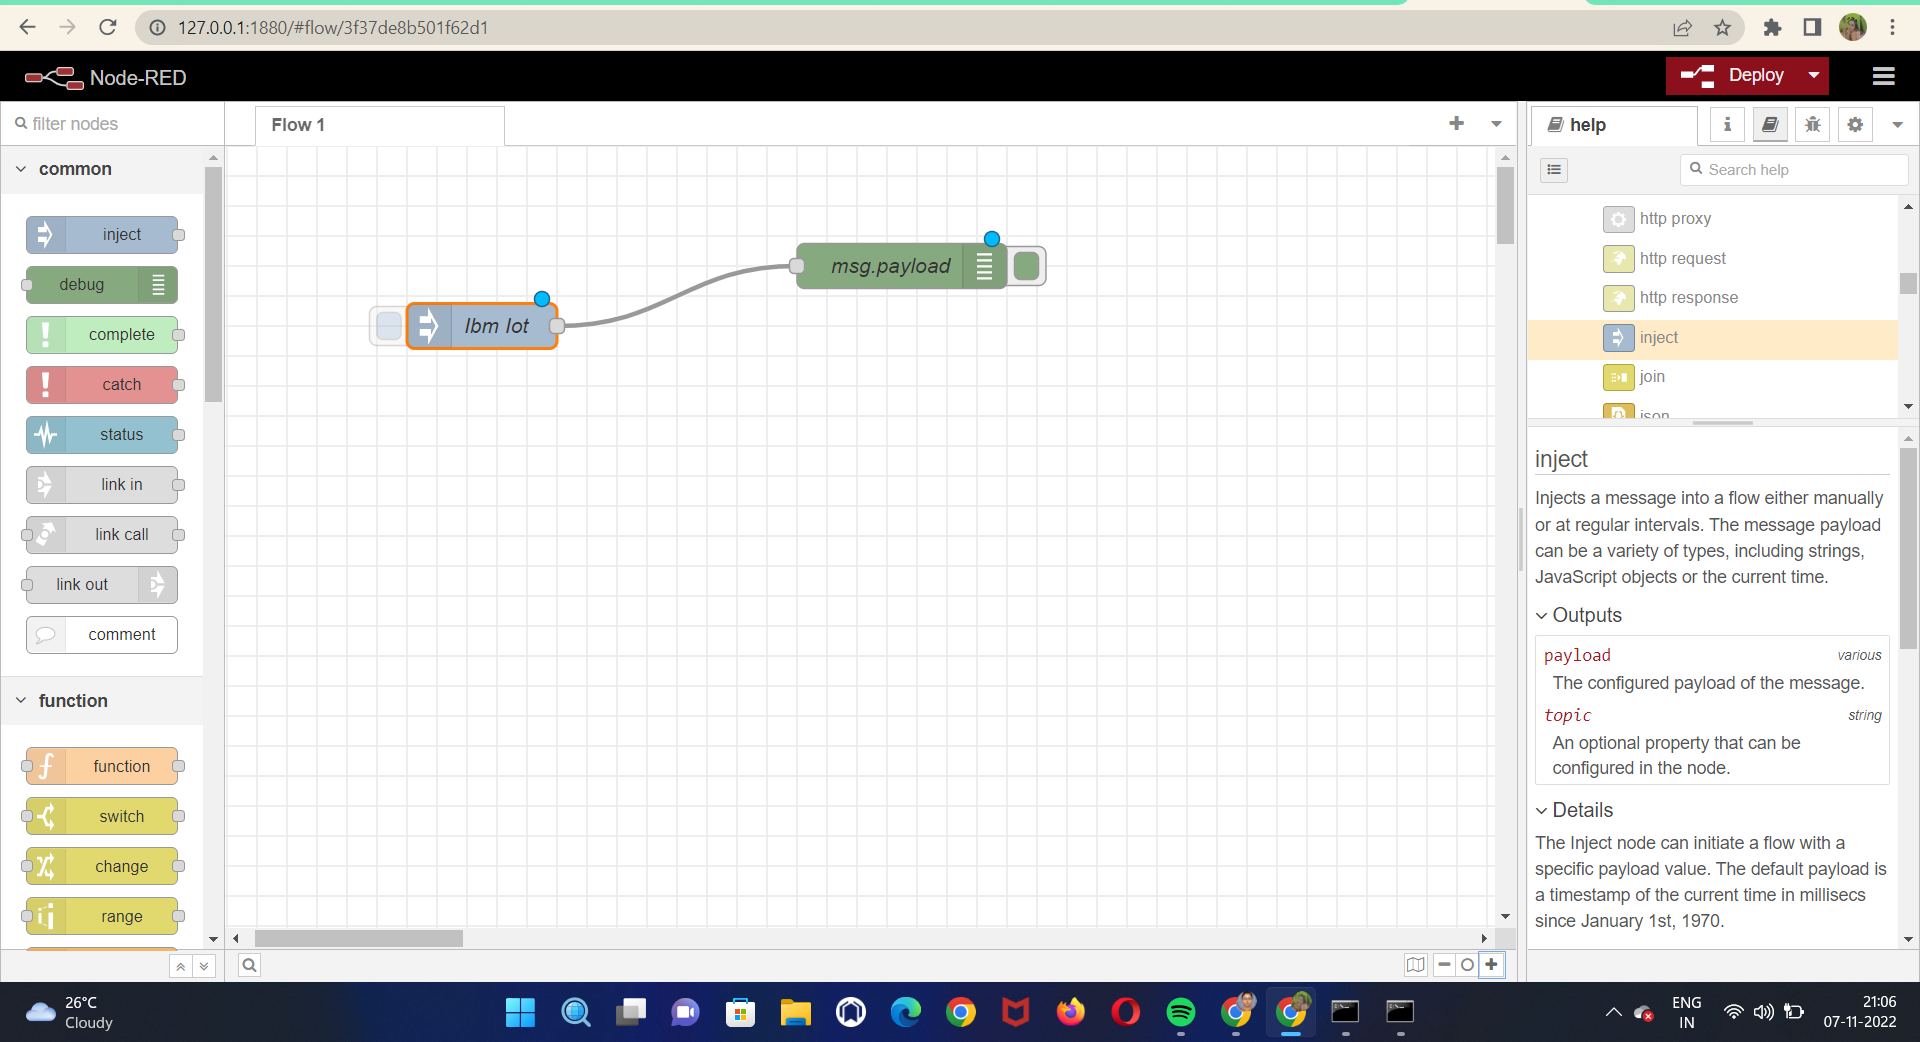 127.0.0.1:1880/#flow/3f37de8b501f62d1
Node-RED
Deploy
filter nodes
Flow 1
help
i
Search help
common
inject
debug
complete
catch
status
link in
link call
link out
comment
function
function
switch
change
range
msg.payload
Ibm Iot
http proxy
http request
http response
inject
join
json
inject
Injects a message into a flow either manually
or at regular intervals. The message payload
can be a variety of types, including strings,
JavaScript objects or the current time.
Outputs
payload various
The configured payload of the message.
topic string
An optional property that can be
configured in the node.
Details
The Inject node can initiate a flow with a
specific payload value. The default payload is
a timestamp of the current time in millisecs
since January 1st, 1970.
26°C
Cloudy
ENG
IN
21:06
07-11-2022